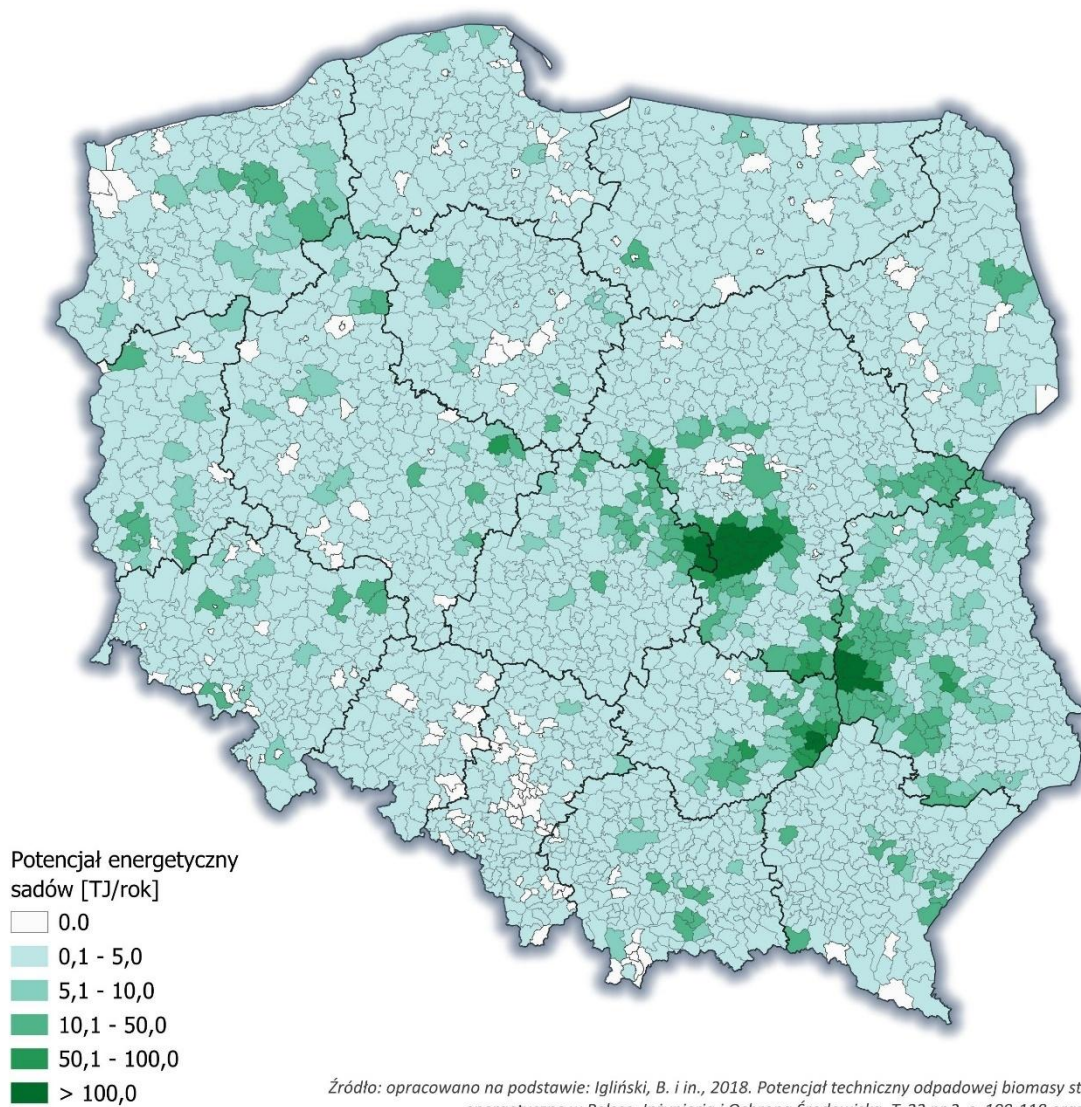 Potencjał energetyczny
sadów [TJ/rok]
0.0
0,1 - 5,0
5,1 - 10,0
10,1 - 50,0
50,1 - 100,0
> 100,0
Źródło: opracowano na podstawie: Igliński, B. i in., 2018. Potencjał techniczny odpadowej biomasy